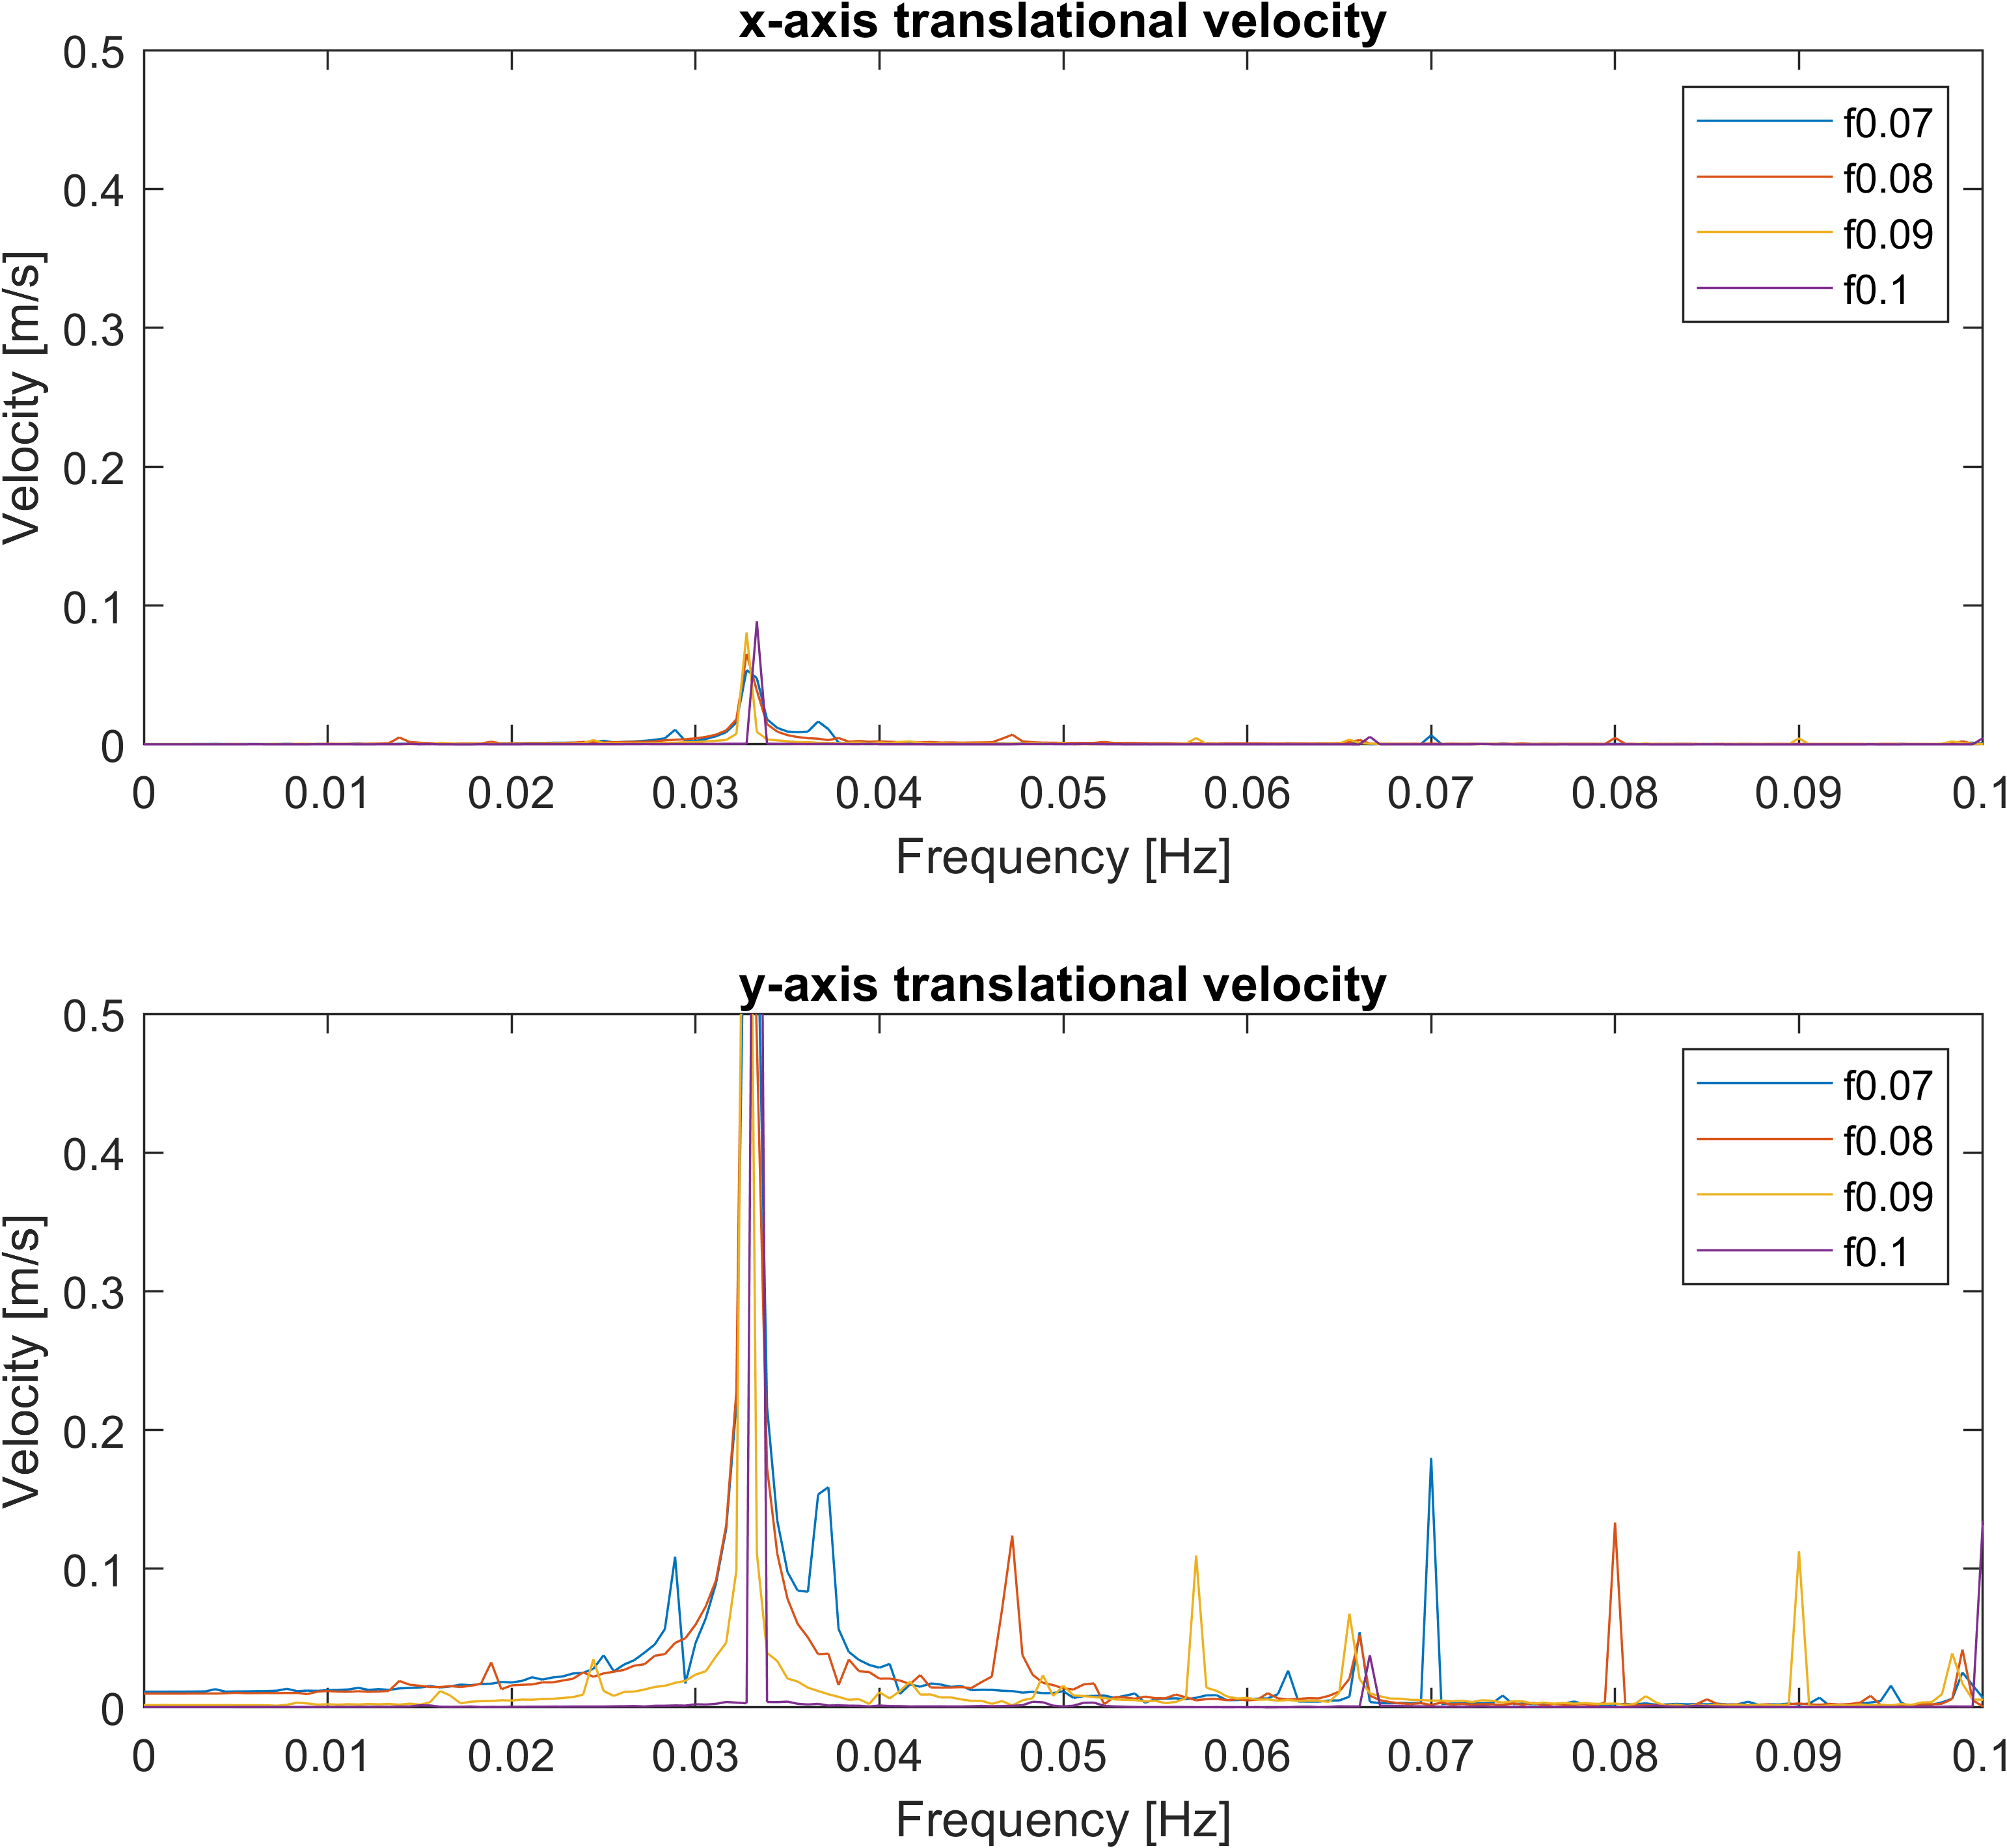 x-axis translational velocity
0.5
0.4
0.3
0.2
0.1
0
Velocity [m/s]
f0.07
f0.08
f0.09
f0.1
0 0.01 0.02 0.03 0.04 0.05 0.06 0.07 0.08 0.09 0.1
Frequency [Hz]
y-axis translational velocity
0.5
0.4
0.3
0.2
0.1
0
Velocity [m/s]
f0.07
f0.08
f0.09
f0.1
0 0.01 0.02 0.03 0.04 0.05 0.06 0.07 0.08 0.09 0.1
Frequency [Hz]